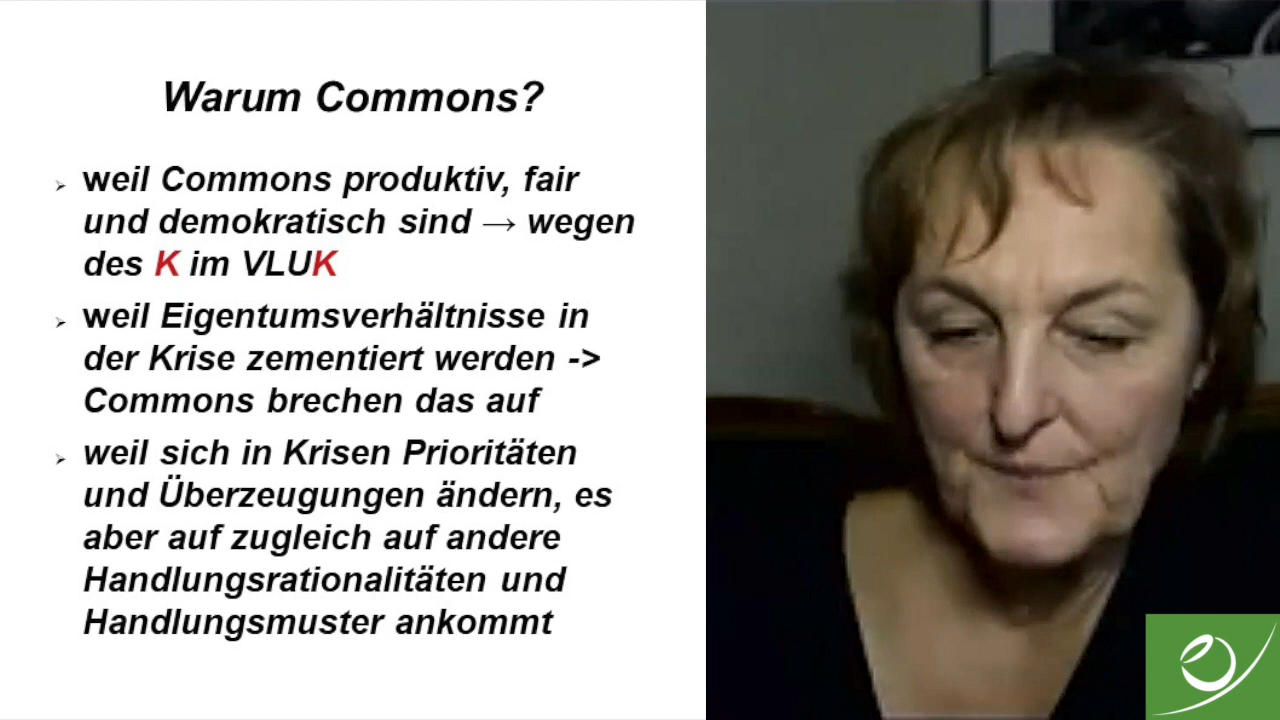 Warum Commons?
weil Commons produktiv, fair
und demokratisch sind → wegen
des K im VLUK
weil Eigentumsverhältnisse in
der Krise zementiert werden ->
Commons brechen das auf
weil sich in Krisen Prioritäten
und Überzeugungen ändern, es
aber auf zugleich auf andere
Handlungsrationalitäten und
Handlungsmuster ankommt